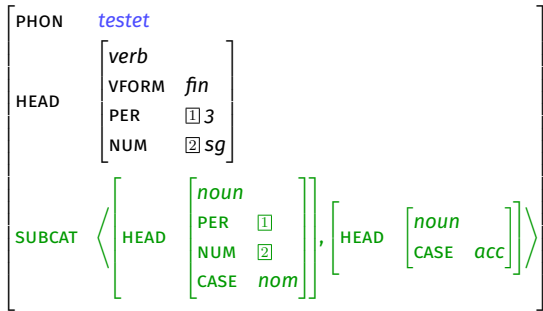 PHON testet
verb
VFORM fin
HEAD
PER 1 3
NUM 2 sg
noun
PER 1
SUBCAT ⟨ HEAD , HEAD noun ⟩
NUM 2
CASE acc
CASE nom